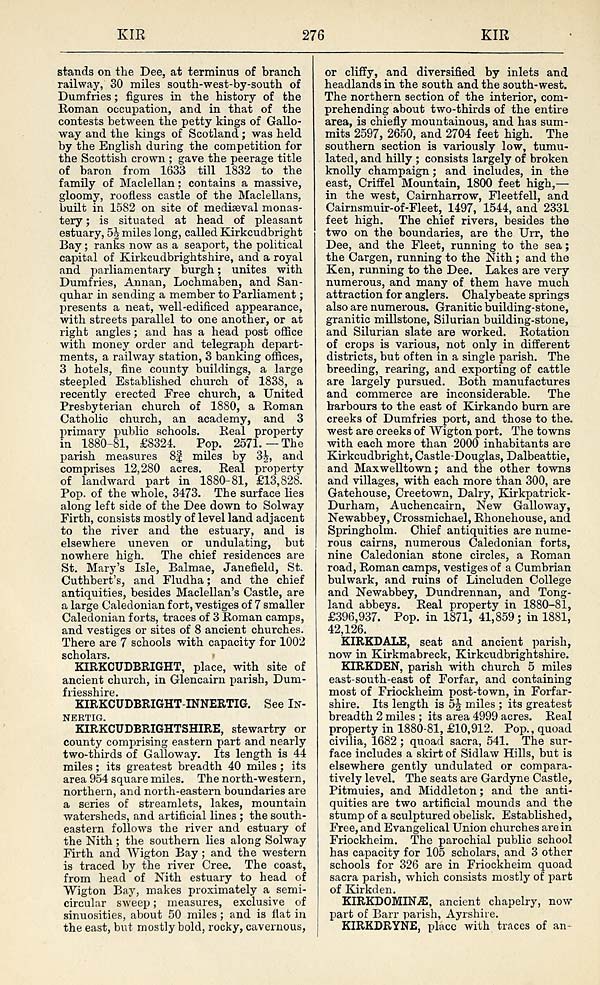 KIR 276 KIR
stands on the Dee, at terminus of branch
railway, 30 miles south-west-by-south of
Dumfries; figures in the history of the
Roman occupation, and in that of the
contests between the petty kings of Gallo-
way and the kings of Scotland; was held
by the English during the competition for
the Scottish crown; gave the peerage title
of baron from 1633 till 1832 to the
family of Maclellan; contains a massive,
gloomy, roofless castle of the Maclellans,
built in 1582 on site of mediæval monas-
tery; is situated at head of pleasant
estuary, 5½ miles long, called Kirkcudbright
Bay; ranks now as a seaport, the political
capital of Kirkcudbrightshire, and a royal
and parliamentary burgh; unites with
Dumfries, Annan, Lochmaben, and San-
quhar in sending a member to Parliament;
presents a neat, well-edificed appearance,
with streets parallel to one another, or at
right angles; and has a head post office
with money order and telegraph depart-
ments, a railway station, 3 banking offices,
3 hotels, fine county buildings, a large
steepled Established church of 1838, a
recently erected Free church, a United
Presbyterian church of 1880, a Roman
Catholic church, an academy, and 3
primary public schools. Real property
in 1880-81, £8324. Pop. 2571. — The
parish measures 8¾ miles by 3½, and
comprises 12,280 acres. Real property
of landward part in 1880-81, £13,828.
Pop. of the whole, 3473. The surface lies
along left side of the Dee down to Solway
Firth, consists mostly of level land adjacent
to the river and the estuary, and is
elsewhere uneven or undulating, but
nowhere high. The chief residences are
St. Mary's Isle, Balmae, Janefield, St.
Cuthbert's, and Fludha; and the chief
antiquities, besides Maclellan's Castle, are
a large Caledonian fort, vestiges of 7 smaller
Caledonian forts, traces of 3 Roman camps,
and vestiges or sites of 8 ancient churches.
There are 7 schools with capacity for 1002
scholars.
KIRKCUDBRIGHT, place, with site of
ancient church, in Glencairn parish, Dum-
friesshire.
KIRKCUDBRIGHT-INNERTIG. See IN-
NERTIG.
KIRKCUDBRIGHTSHIRE, stewartry or
county comprising eastern part and nearly
two-thirds of Galloway. Its length is 44
miles; its greatest breadth 40 miles; its
area 954 square miles. The north-western,
northern, and north-eastern boundaries are
a series of streamlets, lakes, mountain
watersheds, and artificial lines; the south-
eastern follows the river and estuary of
the Nith; the southern lies along Solway
Firth and Wigton Bay; and the western
is traced by the river Cree. The coast,
from head of Nith estuary to head of
Wigton Bay, makes proximately a semi-
circular sweep; measures, exclusive of
sinuosities, about 50 miles; and is flat in
the east, but mostly bold, rocky, cavernous,
or cliffy, and diversified by inlets and
headlands in the south and the south-west.
The northern section of the interior, com-
prehending about two-thirds of the entire
area, is chiefly mountainous, and has sum-
mits 2597, 2650, and 2704 feet high. The
southern section is variously low, tumu-
lated, and hilly; consists largely of broken
knolly champaign; and includes, in the
east, Criffel Mountain, 1800 feet high,—
in the west, Cairnharrow, Fleetfell, and
Cairnsmuir-of-Fleet, 1497, 1544, and 2331
feet high. The chief rivers, besides the
two on the boundaries, are the Urr, the
Dee, and the Fleet, running to the sea;
the Cargen, running to the Nith; and the
Ken, running to the Dee. Lakes are very
numerous, and many of them have much
attraction for anglers. Chalybeate springs
also are numerous. Granitic building-stone,
granitic millstone, Silurian building-stone,
and Silurian slate are worked. Rotation
of crops is various, not only in different
districts, but often in a single parish. The
breeding, rearing, and exporting of cattle
are largely pursued. Both manufactures
and commerce are inconsiderable. The
harbours to the east of Kirkando burn are
creeks of Dumfries port, and those to the
west are creeks of Wigton port. The towns
with each more than 2000 inhabitants are
Kirkcudbright, Castle-Douglas, Dalbeattie,
and Maxwelltown; and the other towns
and villages, with each more than 300, are
Gatehouse, Creetown, Dalry, Kirkpatrick-
Durham, Auchencairn, New Galloway,
Newabbey, Crossmichael, Rhonehouse, and
Springholm. Chief antiquities are nume-
rous cairns, numerous Caledonian forts,
nine Caledonian stone circles, a Roman
road, Roman camps, vestiges of a Cumbrian
bulwark, and ruins of Lincluden College
and Newabbey, Dundrennan, and Tong-
land abbeys. Real property in 1880-81,
£396,937. Pop. in 1871, 41,859; in 1881,
42,126.
KIRKDALE, seat and ancient parish,
now in Kirkmabreck, Kirkcudbrightshire.
KIRKDEN, parish with church 5 miles
east-south-east of Forfar, and containing
most of Friockheim post-town, in Forfar-
shire. Its length is 5½ miles; its greatest
breadth 2 miles; its area 4999 acres. Real
property in 1880-81, £10,912. Pop., quoad
civilia, 1682; quoad sacra, 541. The sur-
face includes a skirt of Sidlaw Hills, but is
elsewhere gently undulated or compara-
tively level. The seats are Gardyne Castle,
Pitmuies, and Middleton; and the anti-
quities are two artificial mounds and the
stump of a sculptured obelisk. Established,
Free, and Evangelical Union churches are in
Friockheim. The parochial public school
has capacity for 105 scholars, and 3 other
schools for 326 are in Friockheim quoad
sacra parish, which consists mostly of part
of Kirkden.
KIRKDOMINÆ, ancient chapelry, now
part of Barr parish, Ayrshire.
KIRKDRYNE, place with traces of an-